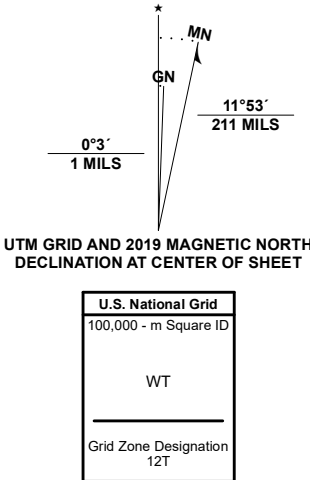 ★
MN
GN
0°3´
1 MILS
11°53´
211 MILS
UTM GRID AND 2019 MAGNETIC NORTH
DECLINATION AT CENTER OF SHEET
U.S. National Grid
100,000 - m Square ID
WT
Grid Zone Designation
12T